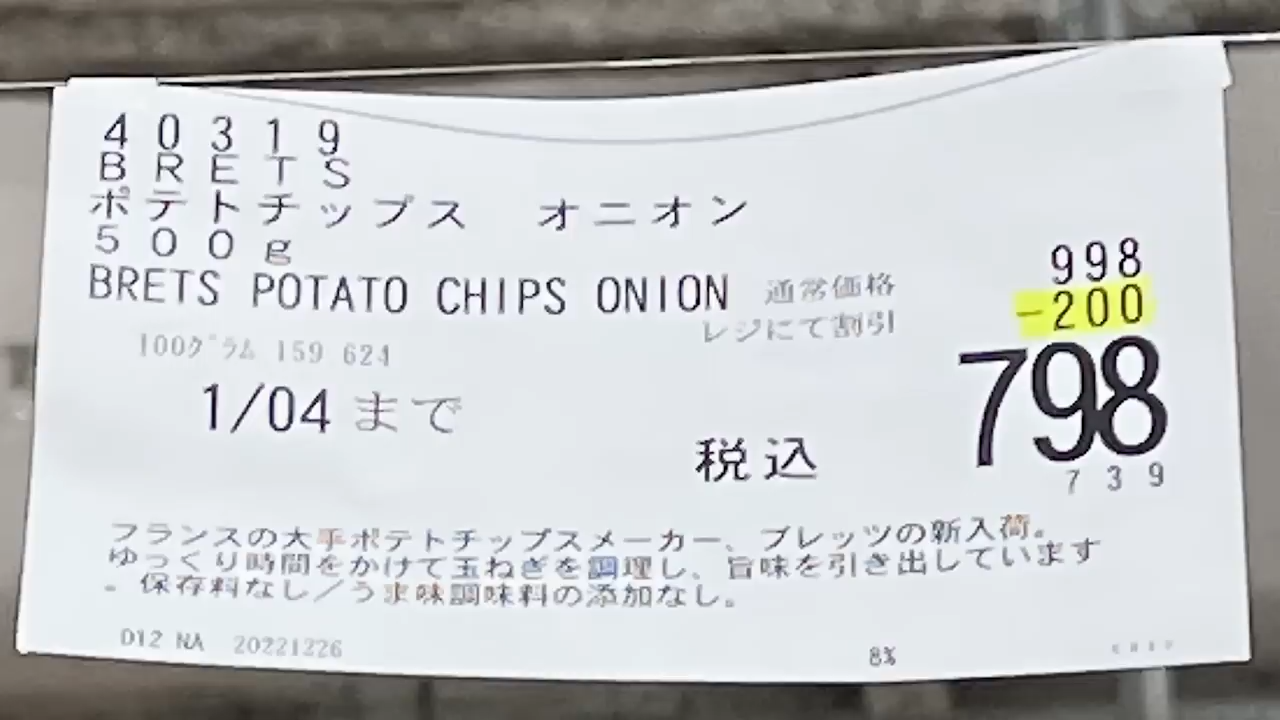 40319
BRETS
ポテトチップス オニオン
500g
BRETS POTATO CHIPS ONION
通常価格 998
レジにて割引 -200
798
100グラム 159 624
1/04 まで
税込
739
フランスの大手ポテトチップスメーカー、ブレッツの新入荷。
ゆっくり時間をかけて玉ねぎを調理し、旨味を引き出しています
。保存料なし/うま味調味料の添加なし。
D12 NA 20221226
8%